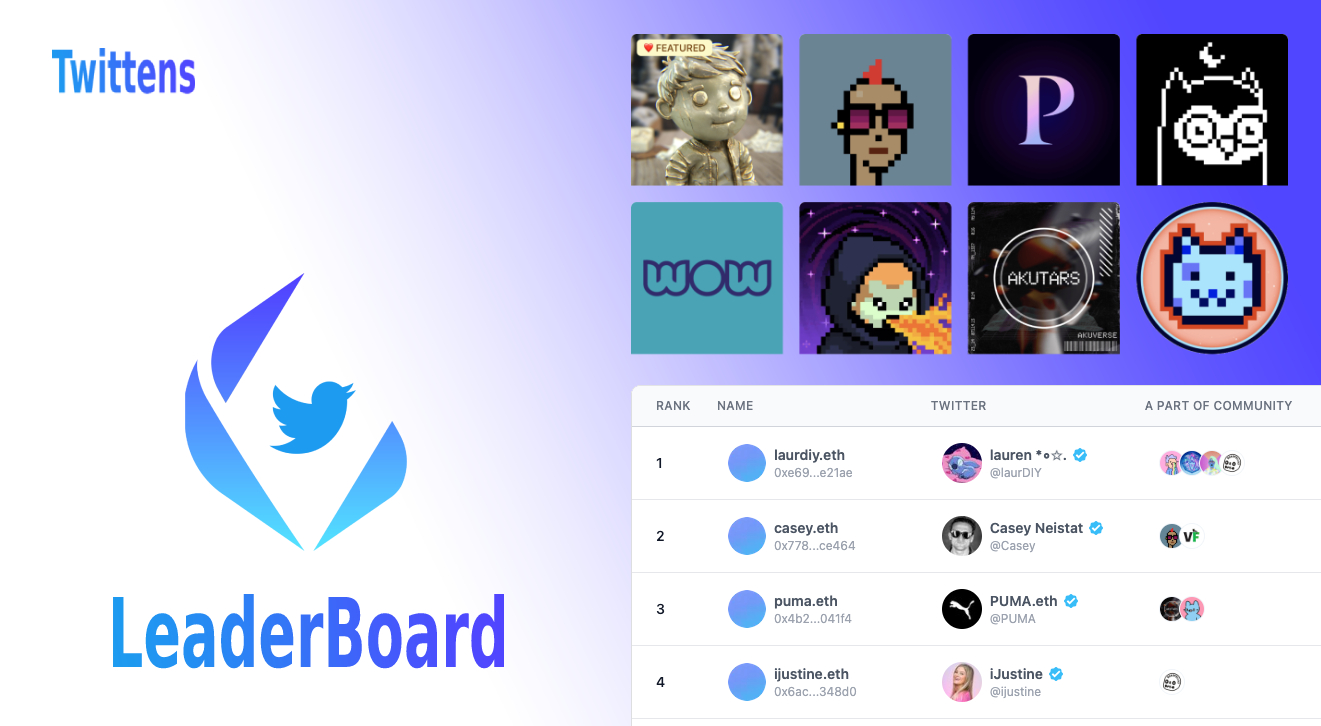 Twittens
FEATURED
P
WOW
AKUTARS
AKUVERSE
LeaderBoard
RANK NAME TWITTER A PART OF COMMUNITY
1 laurdiy.eth lauren *∘☆. 
0xe69...e21ae @laurDIY
2 casey.eth Casey Neistat
0x778...ce464 @Casey
VF
3 puma.eth PUMA.eth
0x4b2...041f4 @PUMA
4 ijustine.eth iJustine
0x6ac...348d0 @ijustine